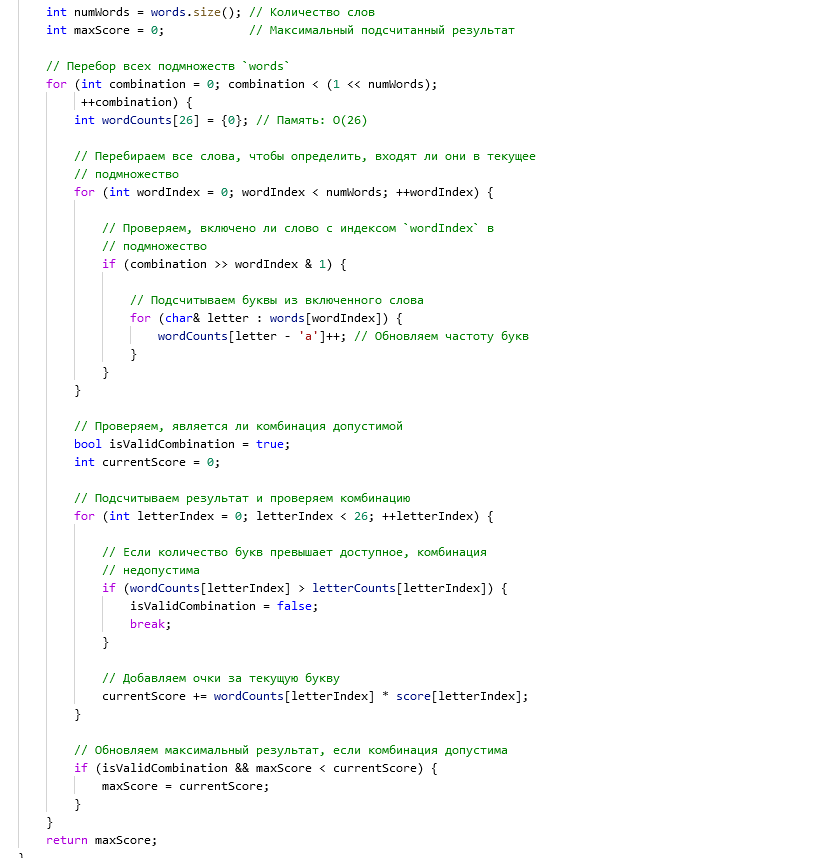 int numWords = words.size(); // Количество слов
int maxScore = 0;            // Максимальный подсчитанный результат
// Перебор всех подмножеств `words`
for (int combination = 0; combination < (1 << numWords);
++combination) {
int wordCounts[26] = {0}; // Память: O(26)
// Перебираем все слова, чтобы определить, входят ли они в текущее
// подмножество
for (int wordIndex = 0; wordIndex < numWords; ++wordIndex) {
// Проверяем, включено ли слово с индексом `wordIndex` в
// подмножество
if (combination >> wordIndex & 1) {
// Подсчитываем буквы из включенного слова
for (char& letter : words[wordIndex]) {
wordCounts[letter - 'a']++; // Обновляем частоту букв
}
}
}
// Проверяем, является ли комбинация допустимой
bool isValidCombination = true;
int currentScore = 0;
// Подсчитываем результат и проверяем комбинацию
for (int letterIndex = 0; letterIndex < 26; ++letterIndex) {
// Если количество букв превышает доступное, комбинация
// недопустима
if (wordCounts[letterIndex] > letterCounts[letterIndex]) {
isValidCombination = false;
break;
}
// Добавляем очки за текущую букву
currentScore += wordCounts[letterIndex] * score[letterIndex];
}
// Обновляем максимальный результат, если комбинация допустима
if (isValidCombination && maxScore < currentScore) {
maxScore = currentScore;
}
}
return maxScore;
}